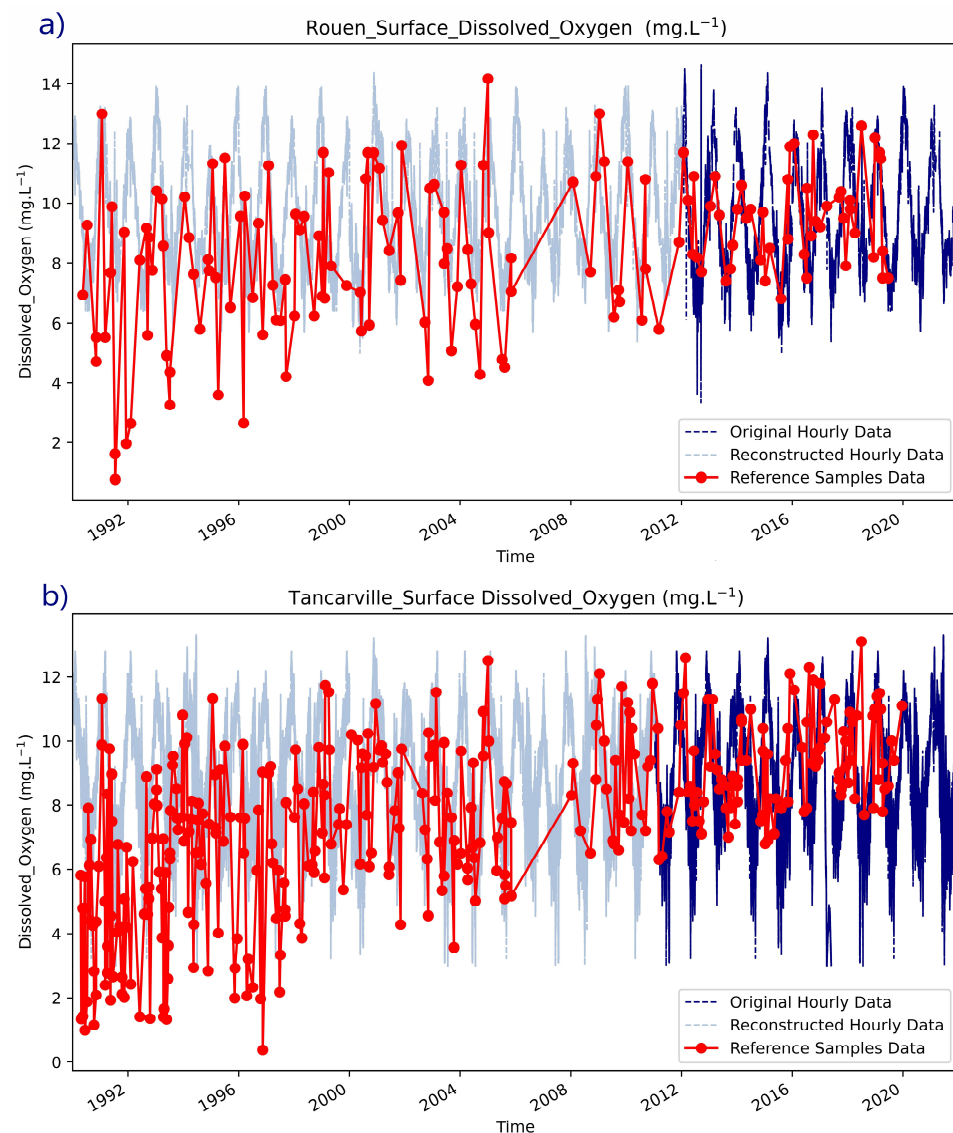 a)
Rouen_Surface_Dissolved_Oxygen (mg.L⁻¹)
Dissolved_Oxygen (mg.L⁻¹)
14
12
10
8
6
4
2
1992
1996
2000
2004
2008
2012
2016
2020
Time
Original Hourly Data
Reconstructed Hourly Data
Reference Samples Data
b)
Tancarville_Surface Dissolved_Oxygen (mg.L⁻¹)
Dissolved_Oxygen (mg.L⁻¹)
12
10
8
6
4
2
0
1992
1996
2000
2004
2008
2012
2016
2020
Time
Original Hourly Data
Reconstructed Hourly Data
Reference Samples Data